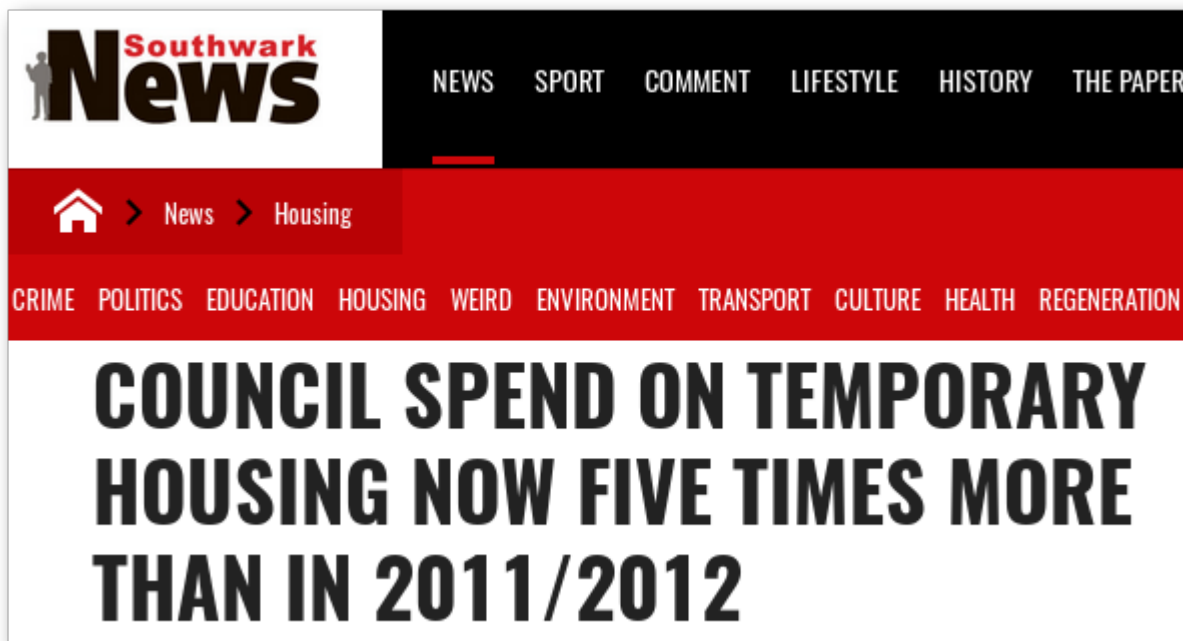 Southwark
News
NEWS SPORT COMMENT LIFESTYLE HISTORY THE PAPER
News Housing
CRIME POLITICS EDUCATION HOUSING WEIRD ENVIRONMENT TRANSPORT CULTURE HEALTH REGENERATION
COUNCIL SPEND ON TEMPORARY
HOUSING NOW FIVE TIMES MORE
THAN IN 2011/2012